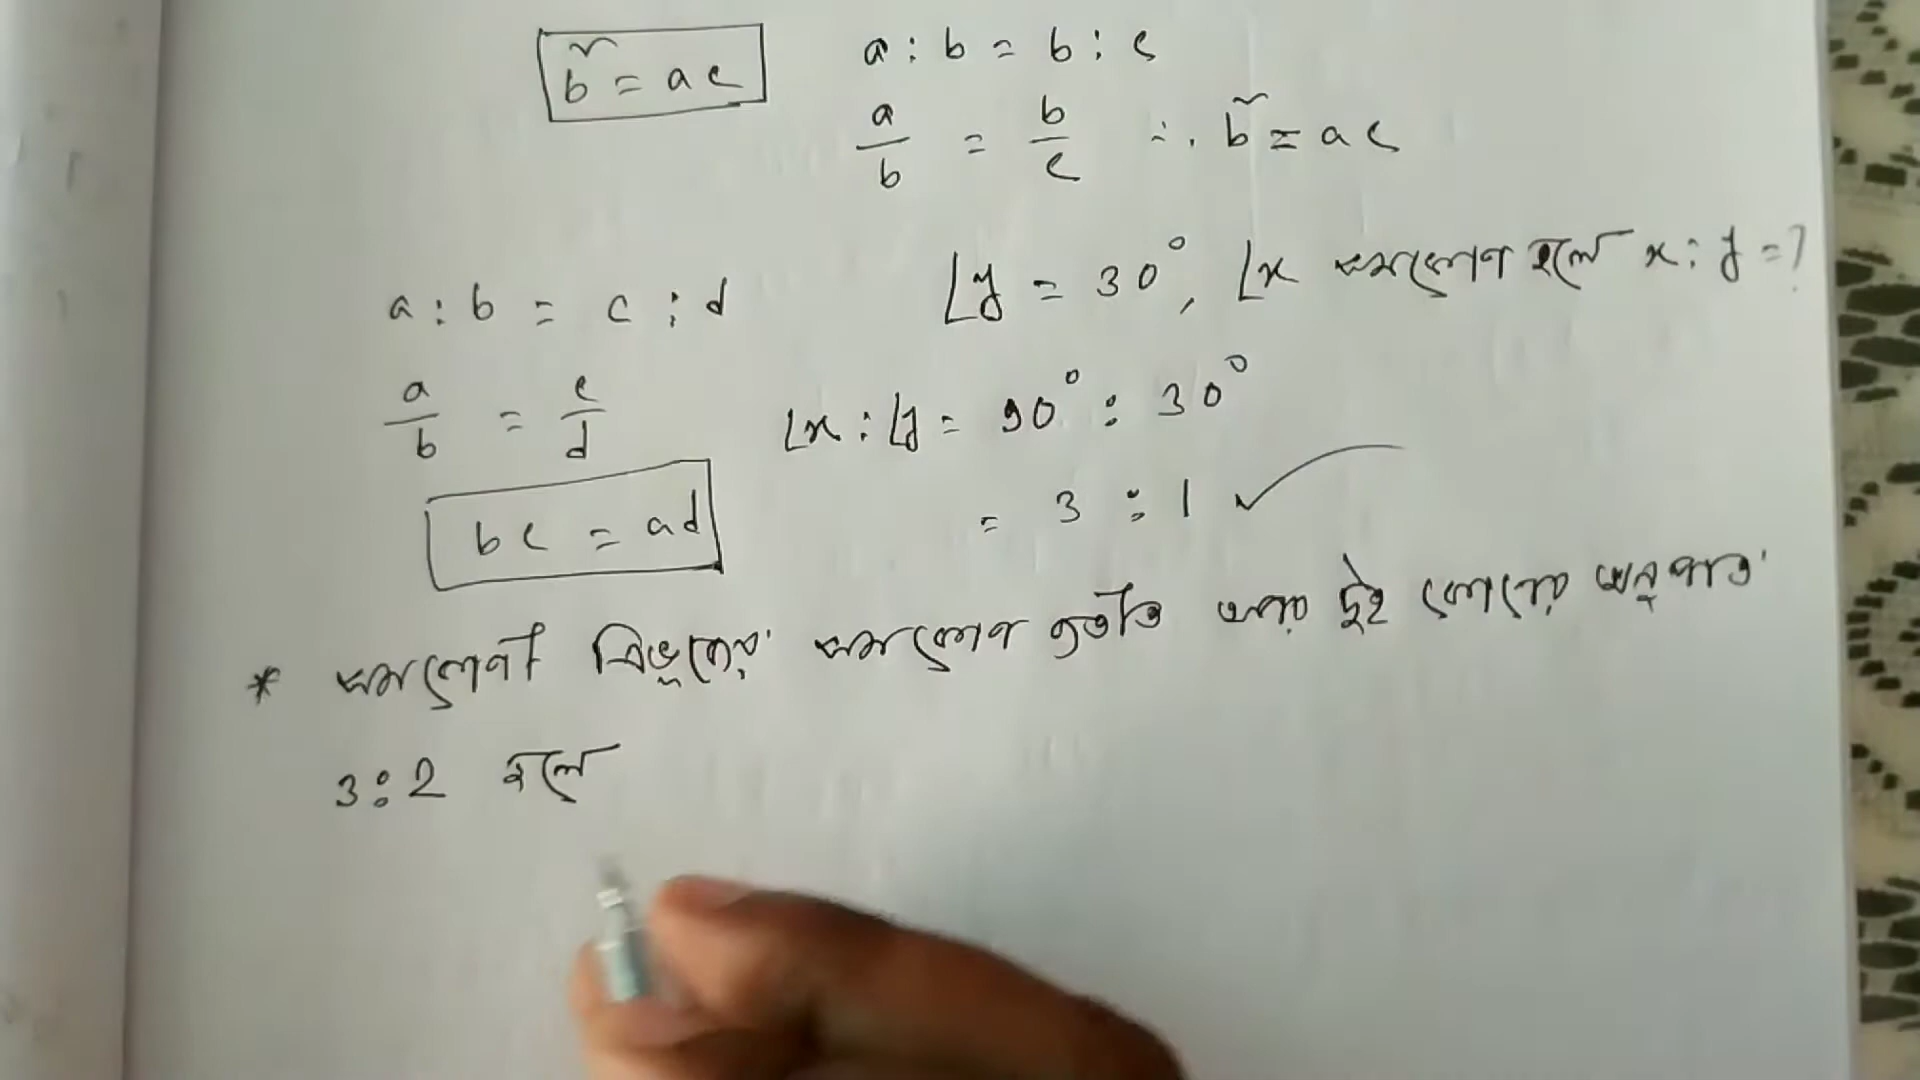 b² = ac
a : b = b : c
a/b = b/c ∴ b² = ac
a : b = c : d
a/b = c/d
bc = ad
∠y = 30°, ∠x সমকোণ হলে x : y = ?
∠x : ∠y = 90° : 30°
= 3 : 1 ✓
* সমকোণী ত্রিভুজের সমকোণ ব্যতীত অপর দুই কোণের অনুপাত
3 : 2 হলে